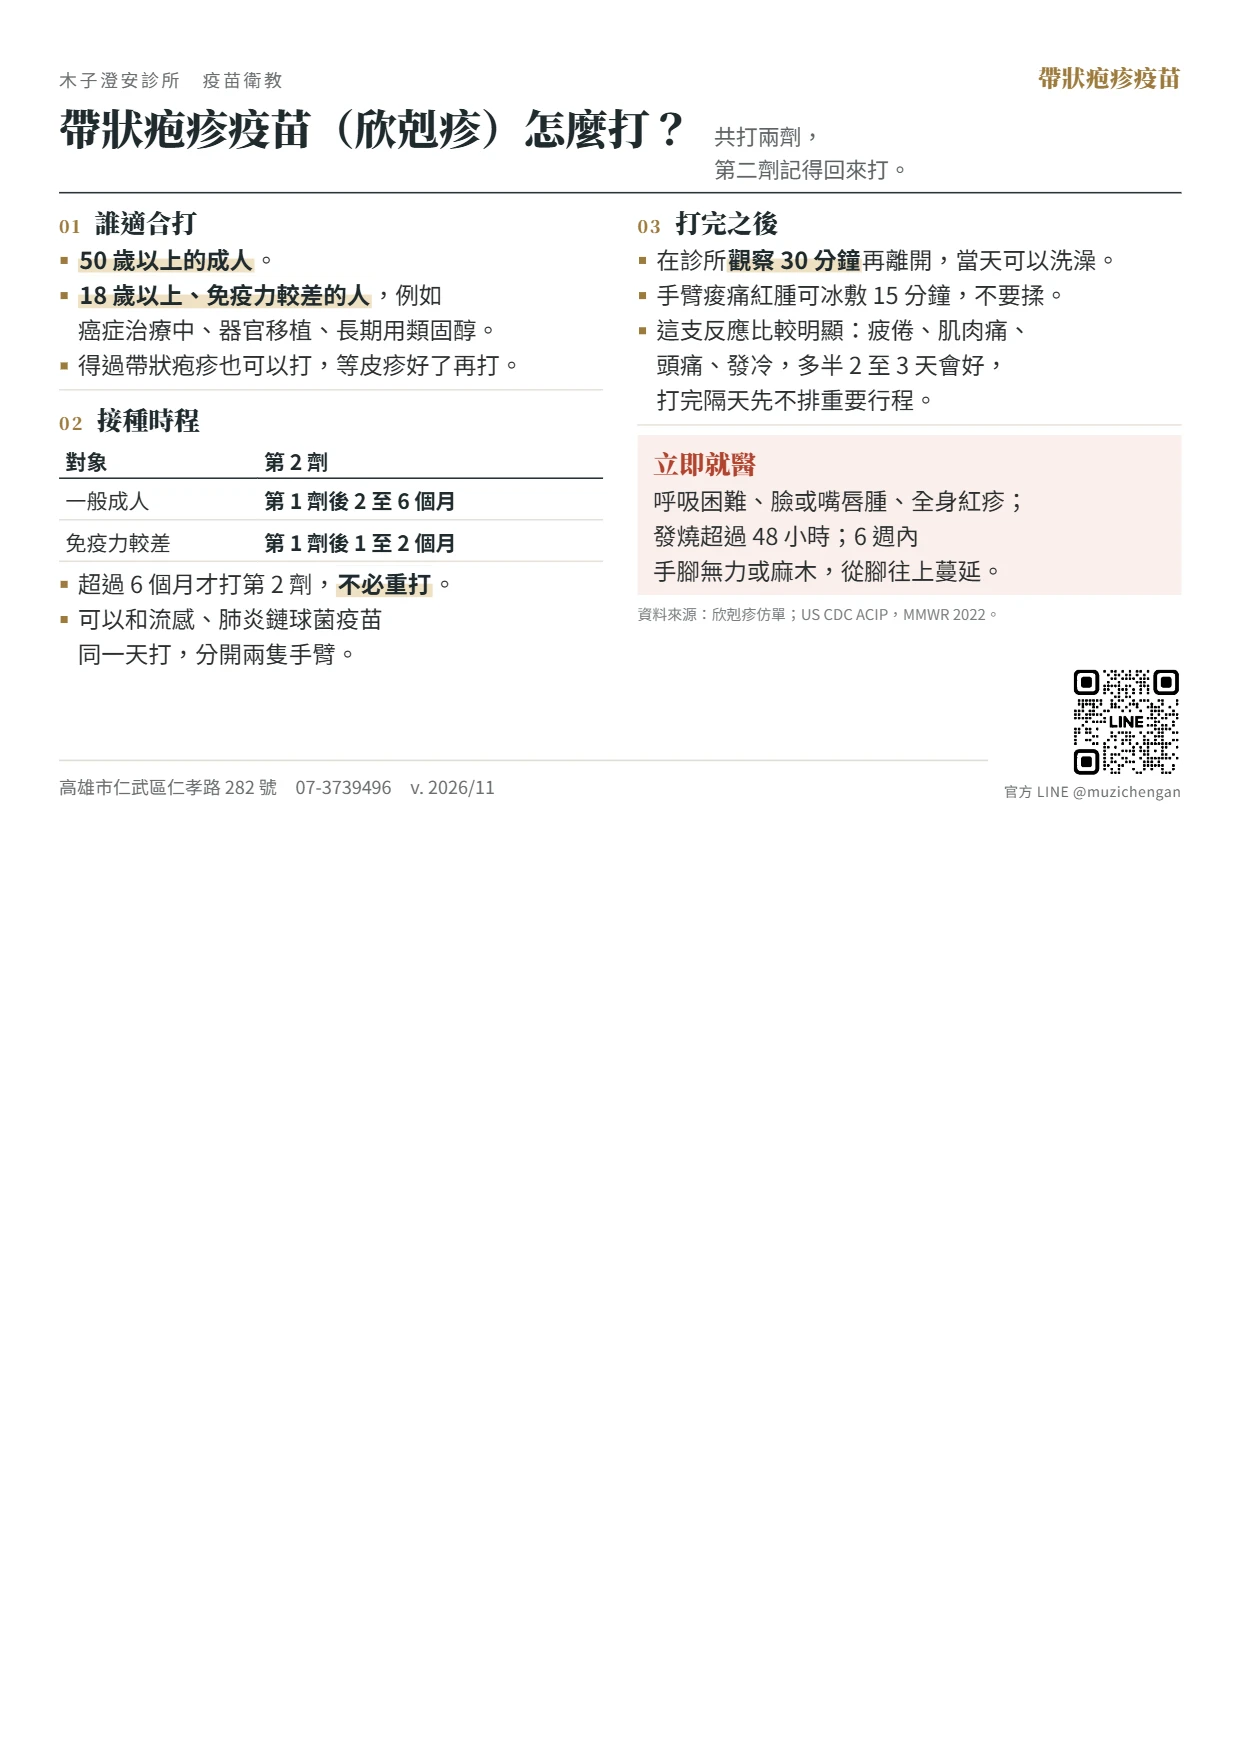 木子澄安診所　疫苗衛教
帶狀疱疹疫苗
帶狀疱疹疫苗（欣剋疹）怎麼打？
共打兩劑，
第二劑記得回來打。
01 誰適合打
▪ 50 歲以上的成人。
▪ 18 歲以上、免疫力較差的人，例如
癌症治療中、器官移植、長期用類固醇。
▪ 得過帶狀疱疹也可以打，等皮疹好了再打。
02 接種時程
對象　第 2 劑
一般成人　第 1 劑後 2 至 6 個月
免疫力較差　第 1 劑後 1 至 2 個月
▪ 超過 6 個月才打第 2 劑，不必重打。
▪ 可以和流感、肺炎鏈球菌疫苗
同一天打，分開兩隻手臂。
03 打完之後
▪ 在診所觀察 30 分鐘再離開，當天可以洗澡。
▪ 手臂痠痛紅腫可冰敷 15 分鐘，不要揉。
▪ 這支反應比較明顯：疲倦、肌肉痛、
頭痛、發冷，多半 2 至 3 天會好，
打完隔天先不排重要行程。
立即就醫
呼吸困難、臉或嘴唇腫、全身紅疹；
發燒超過 48 小時；6 週內
手腳無力或麻木，從腳往上蔓延。
資料來源：欣剋疹仿單；US CDC ACIP，MMWR 2022。
LINE
高雄市仁武區仁孝路 282 號　07-3739496　v. 2026/11
官方 LINE @muzichengan